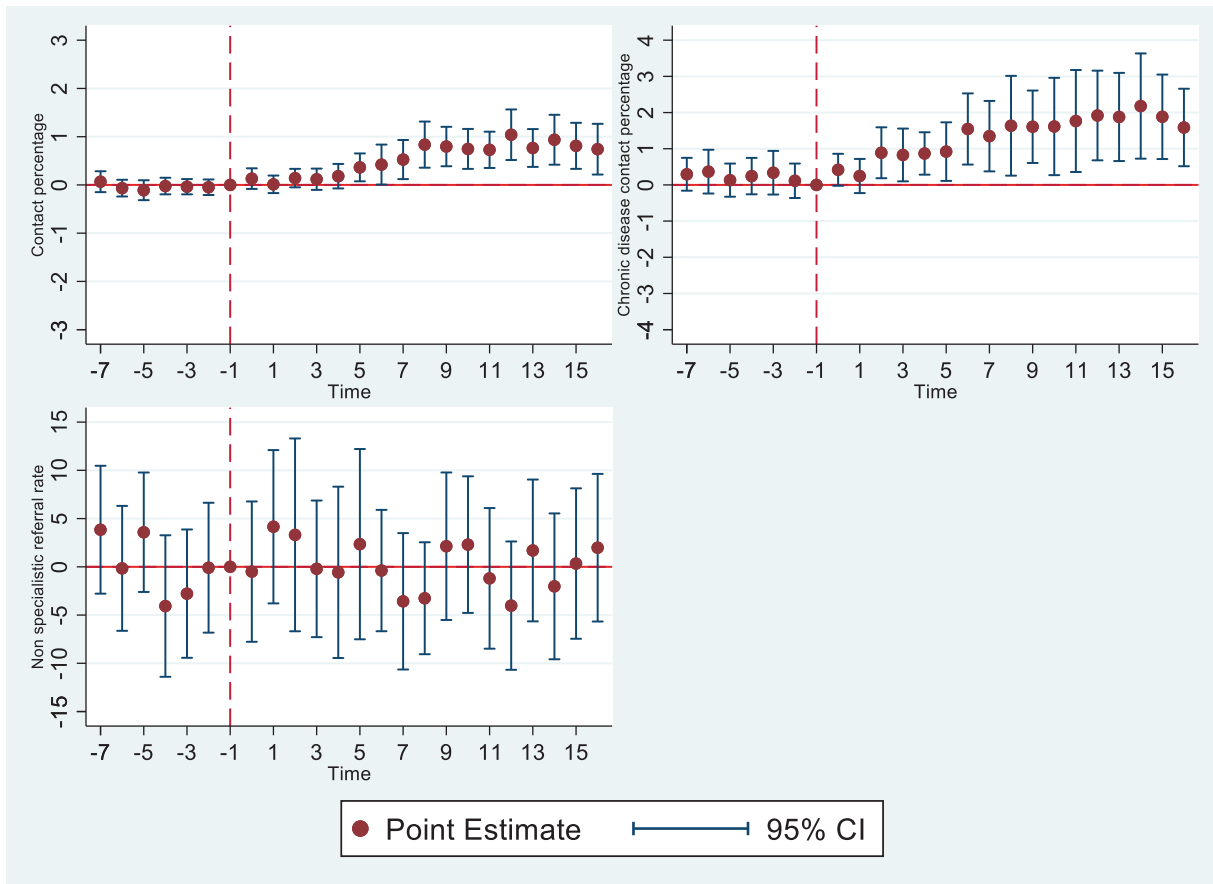 Contact percentage
3
2
1
0
-1
-2
-3
-7 -5 -3 -1 1 3 5 7 9 11 13 15
Time
Chronic disease contact percentage
4
3
2
1
0
-1
-2
-3
-4
-7 -5 -3 -1 1 3 5 7 9 11 13 15
Time
Non specialistic referral rate
15
10
5
0
-5
-10
-15
-7 -5 -3 -1 1 3 5 7 9 11 13 15
Time
Point Estimate 95% CI